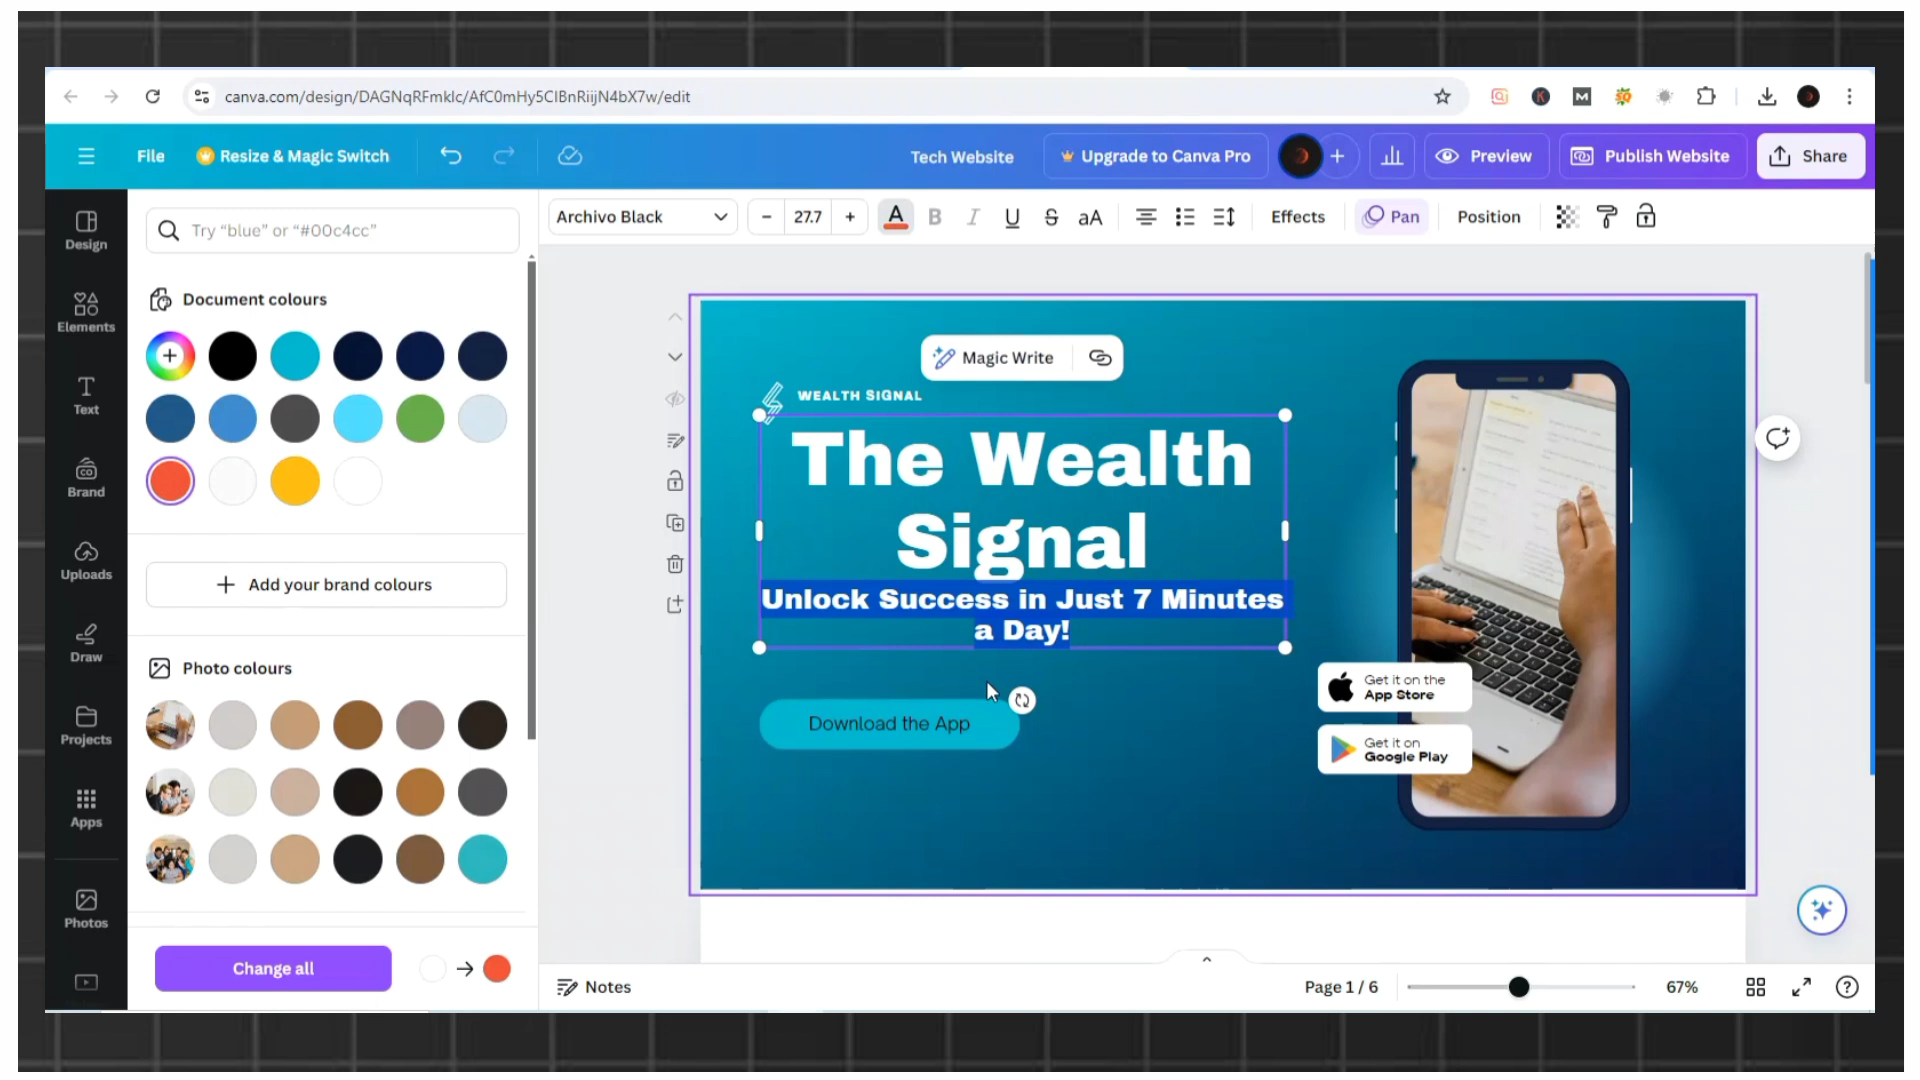 canva.com/design/DAGNqRFmklc/AfC0mHy5CIBnRiijN4bX7w/edit
File
Resize & Magic Switch
Tech Website
Upgrade to Canva Pro
Preview
Publish Website
Share
Design
Elements
Text
Brand
Uploads
Draw
Projects
Apps
Photos
Try “blue” or “#00c4cc”
Document colours
Add your brand colours
Photo colours
Change all
Archivo Black
− 27.7 +
A B I U S aA
Effects
Pan
Position
Magic Write
WEALTH SIGNAL
The Wealth
Signal
Unlock Success in Just 7 Minutes
a Day!
Download the App
Get it on the
App Store
Get it on
Google Play
Notes
Page 1 / 6
67%